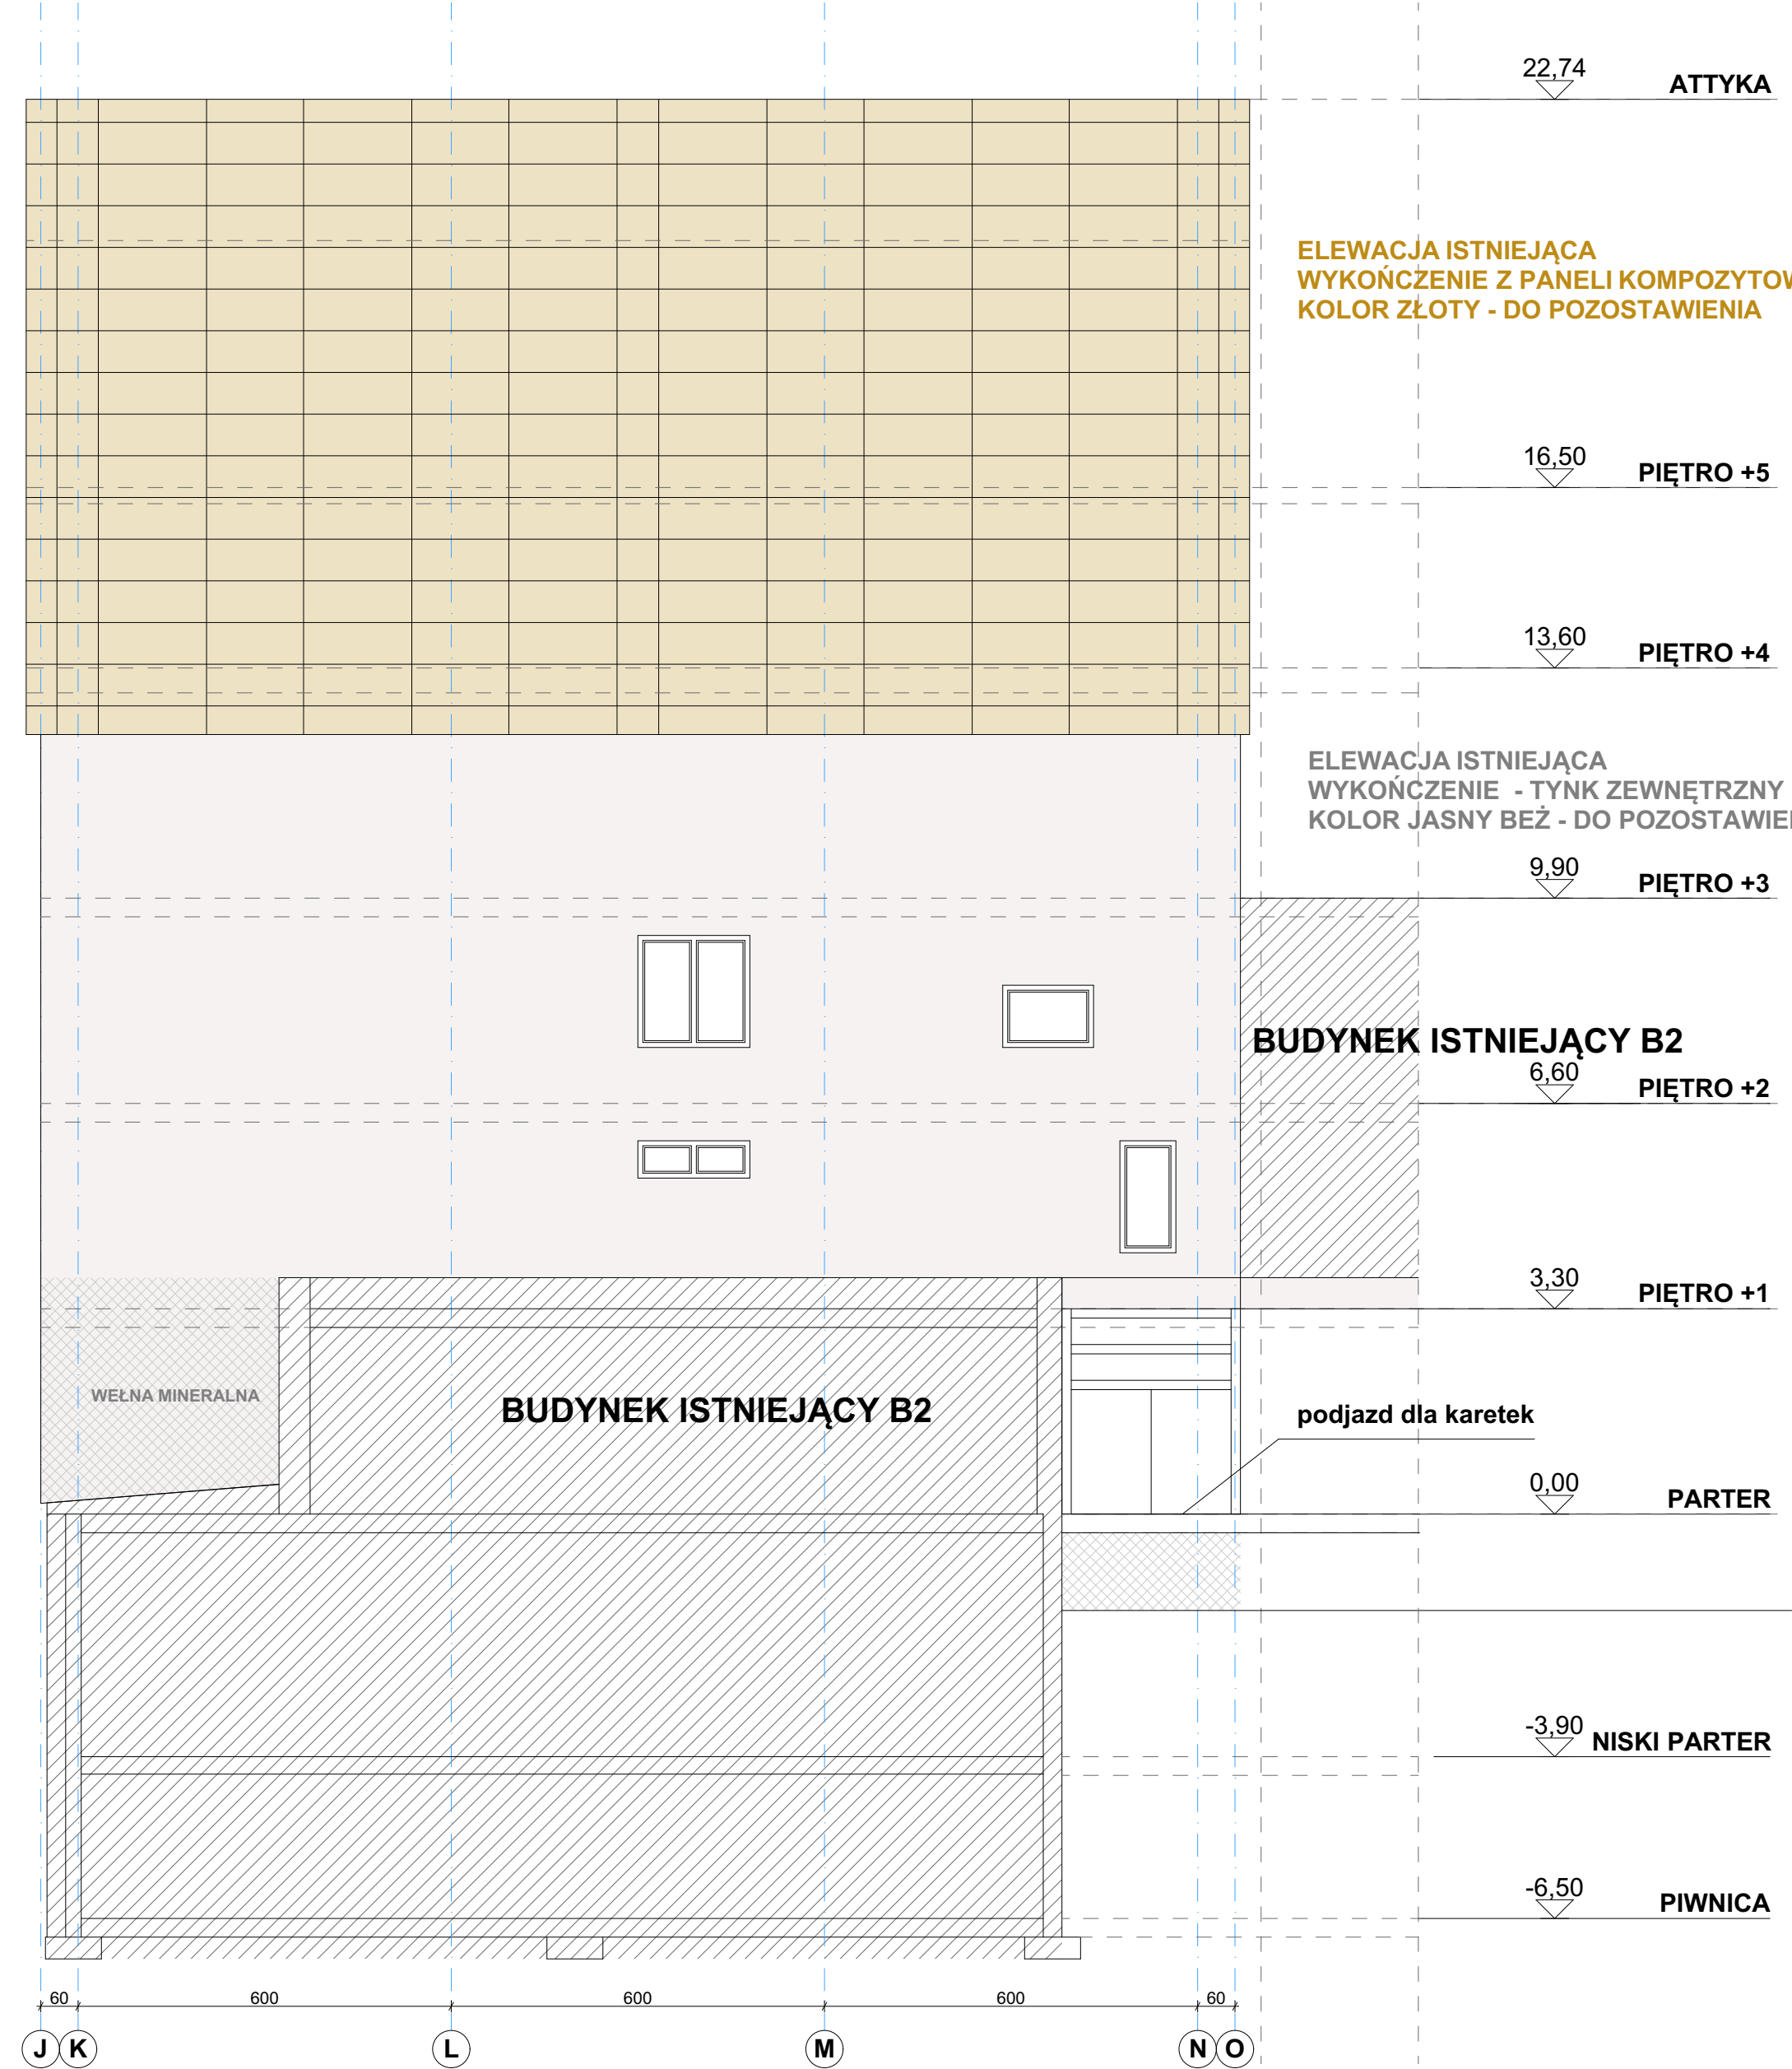 22,74
ATTYKA
ELEWACJA ISTNIEJĄCA
WYKOŃCZENIE Z PANELI
KOLOR ZŁOTY - DO POZOSTAWIENIA
16,50
PIĘTRO +5
13,60
PIĘTRO +4
ELEWACJA ISTNIEJĄCA
WYKOŃCZENIE - TYNK ZEWNĘTRZNY
KOLOR JASNY BEŻ - DO
9,90
PIĘTRO +3
BUDYNEK ISTNIEJĄCY B2
6,60
PIĘTRO +2
3,30
PIĘTRO +1
WEŁNA MINERALNA
BUDYNEK ISTNIEJĄCY B2
podjazd dla karetek
0,00
PARTER
-3,90
NISKI PARTER
-6,50
PIWNICA
60 600 600 600 60
J K L M N O